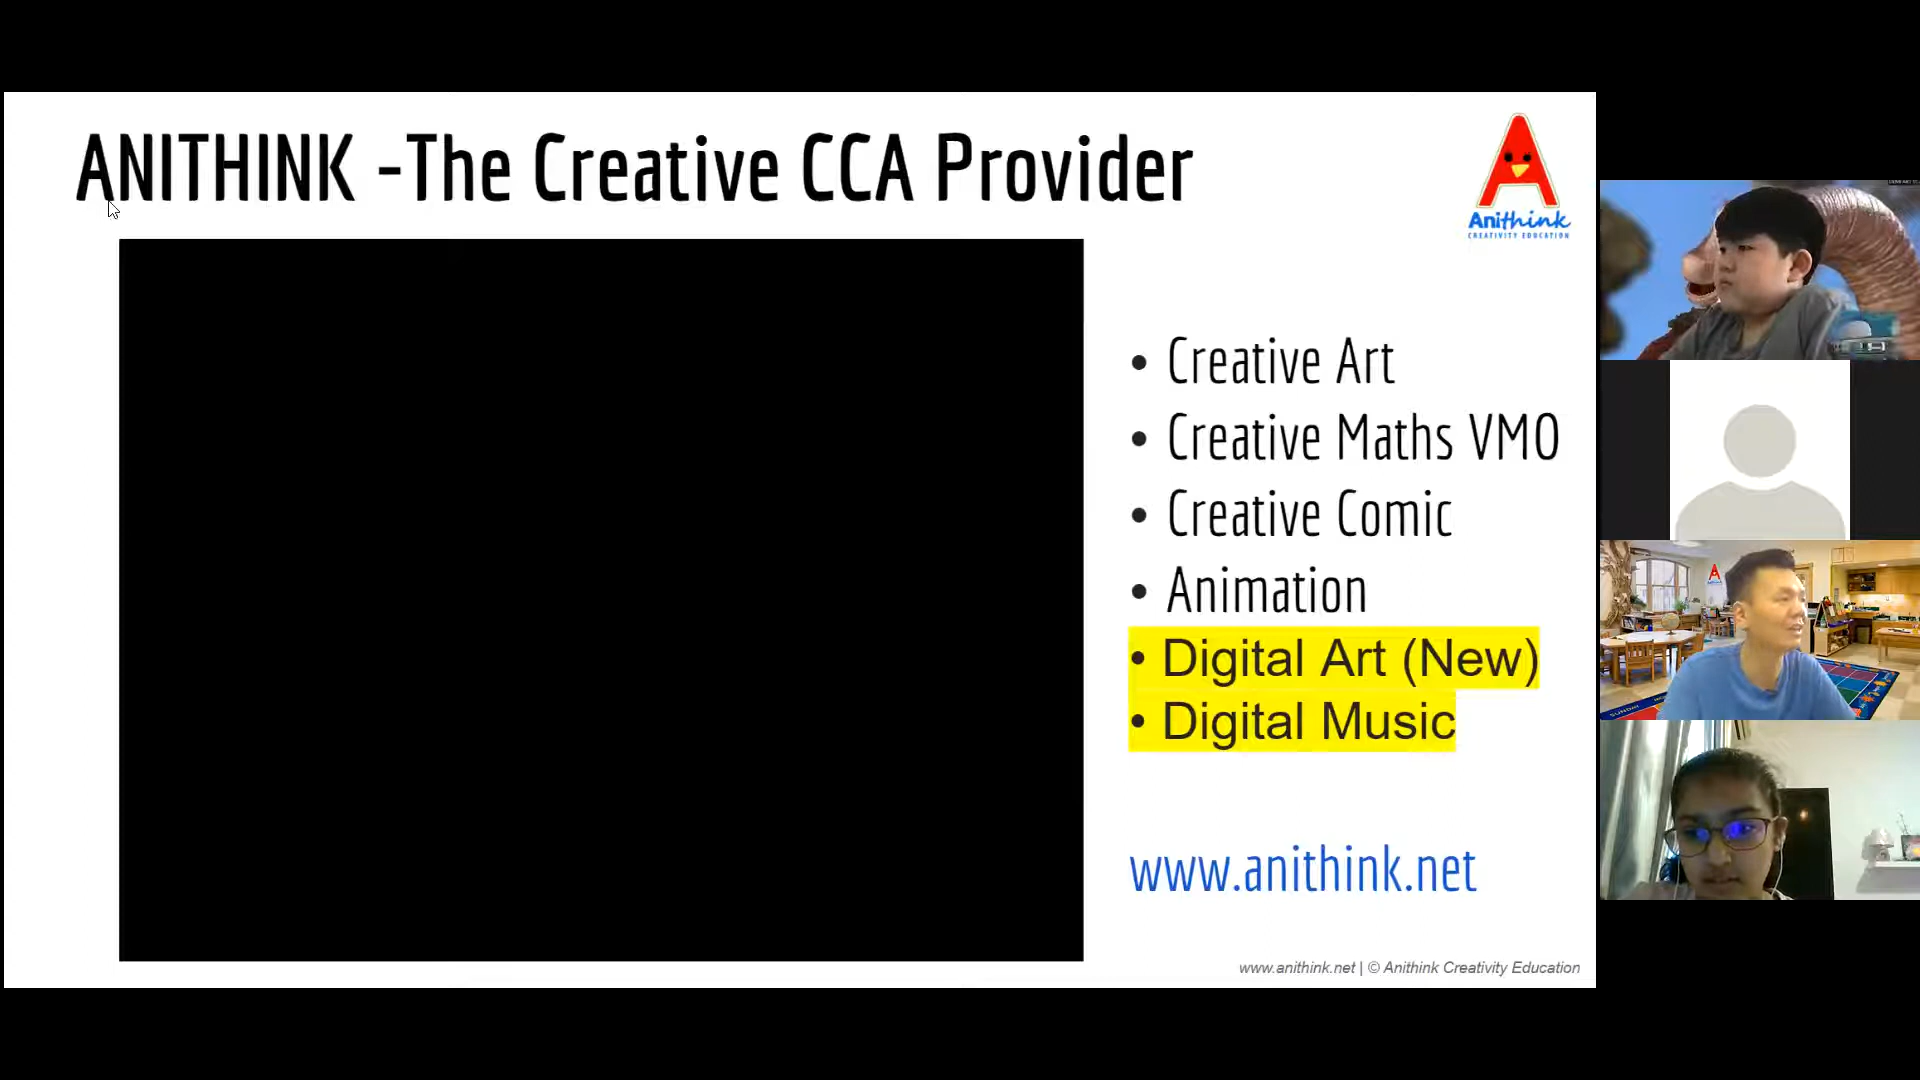 ANITHINK -The Creative CCA Provider
Anithink
CREATIVITY EDUCATION
• Creative Art
• Creative Maths VMO
• Creative Comic
• Animation
• Digital Art (New)
• Digital Music
www.anithink.net
www.anithink.net | © Anithink Creativity Education
SUNDAY